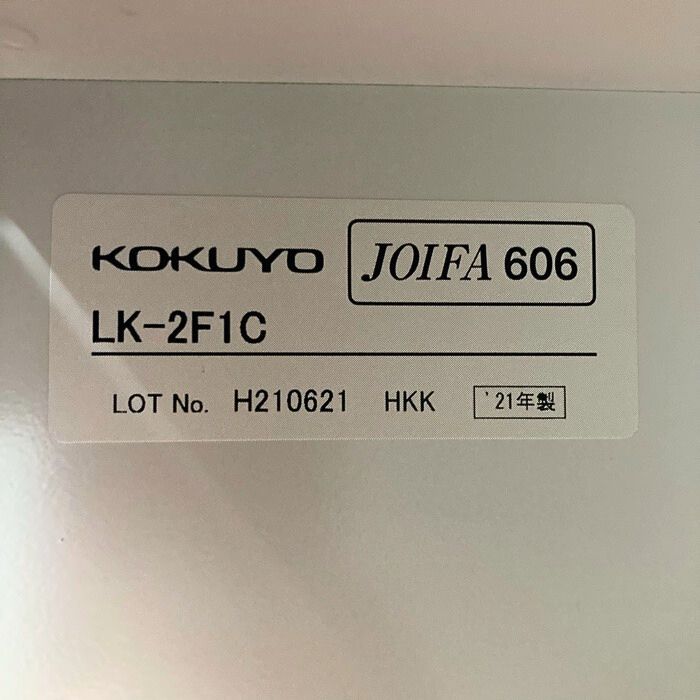 KOKUYO JOIFA 606
LK-2F1C
LOT No. H210621 HKK '21年製